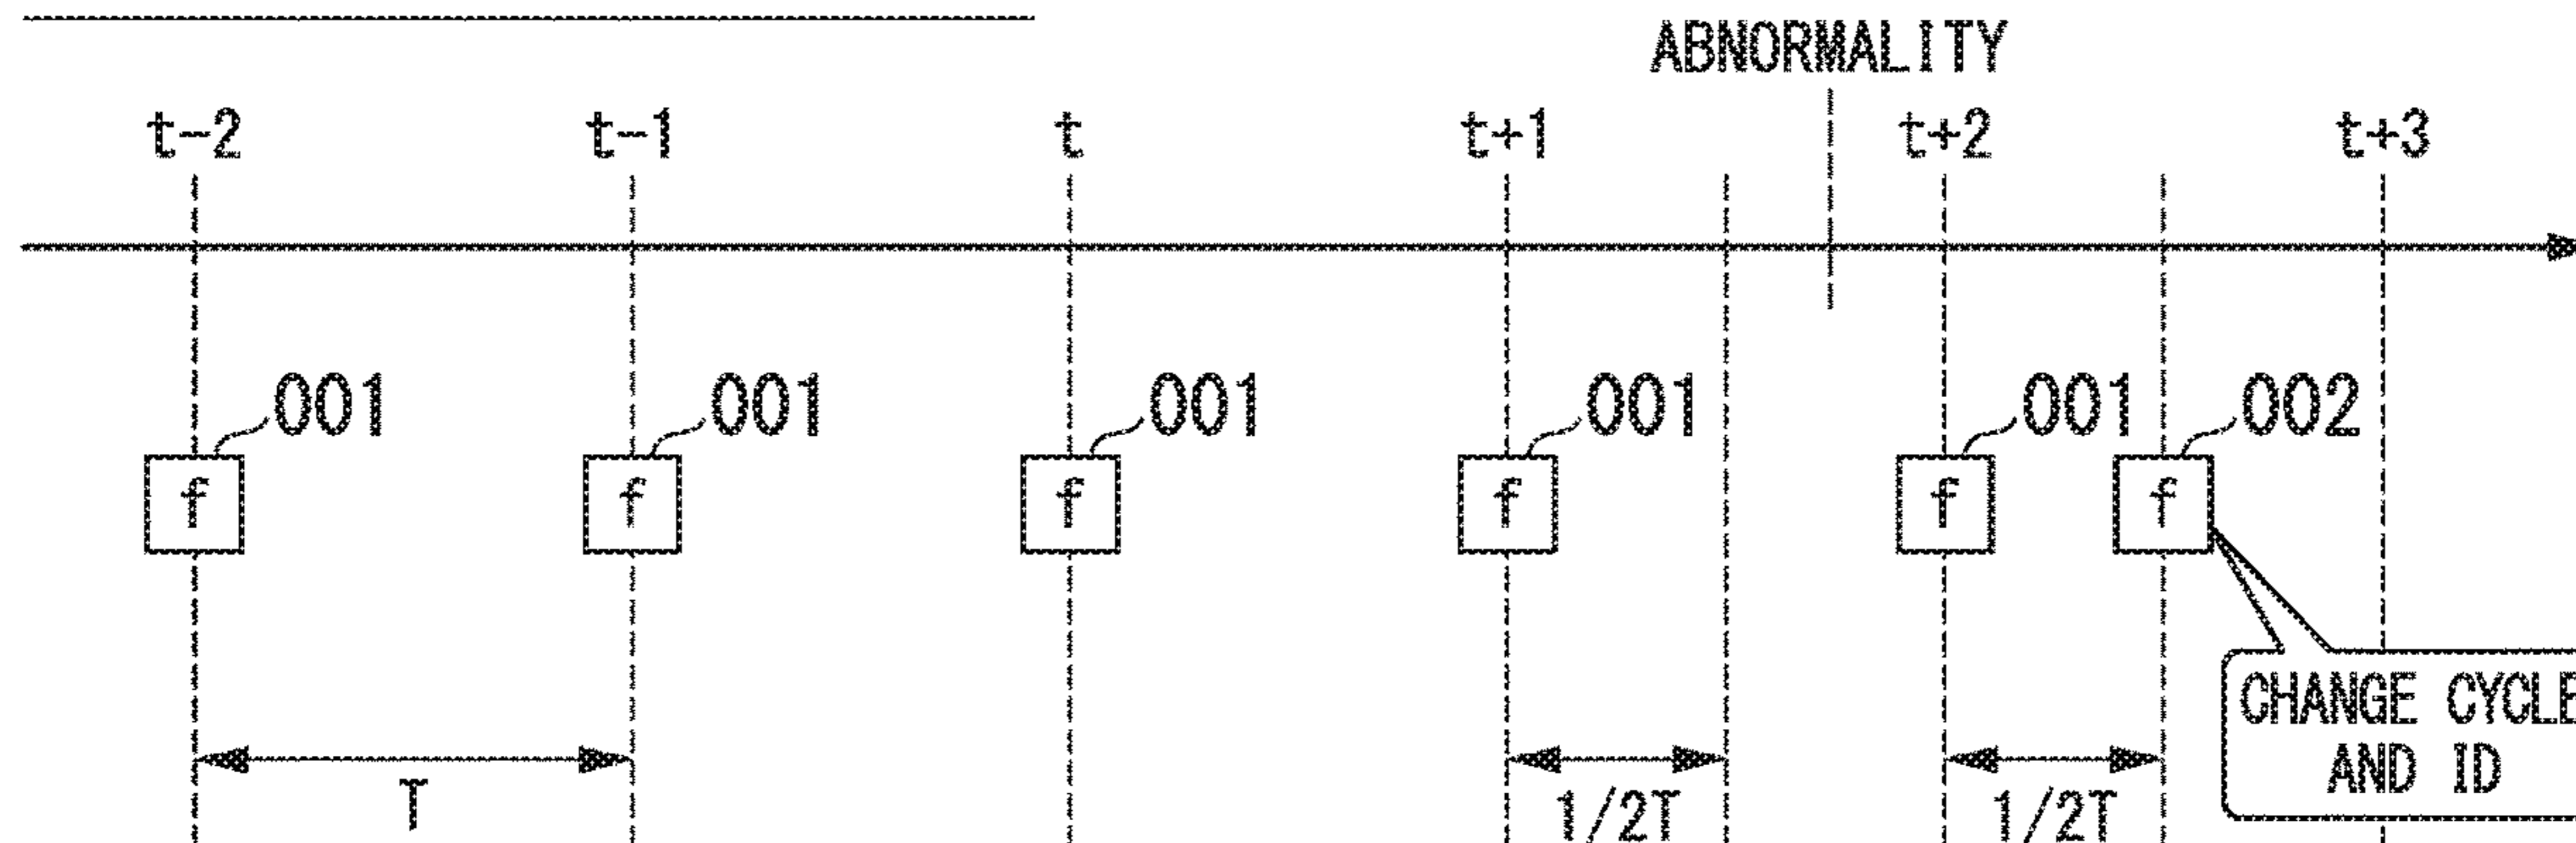 ABNORMALITY
t-2 t-1 t t+1 t+2 t+3
001 001 001 001 001 002
f f f f f f
CHANGE CYCLE
AND ID
T 1/2T 1/2T